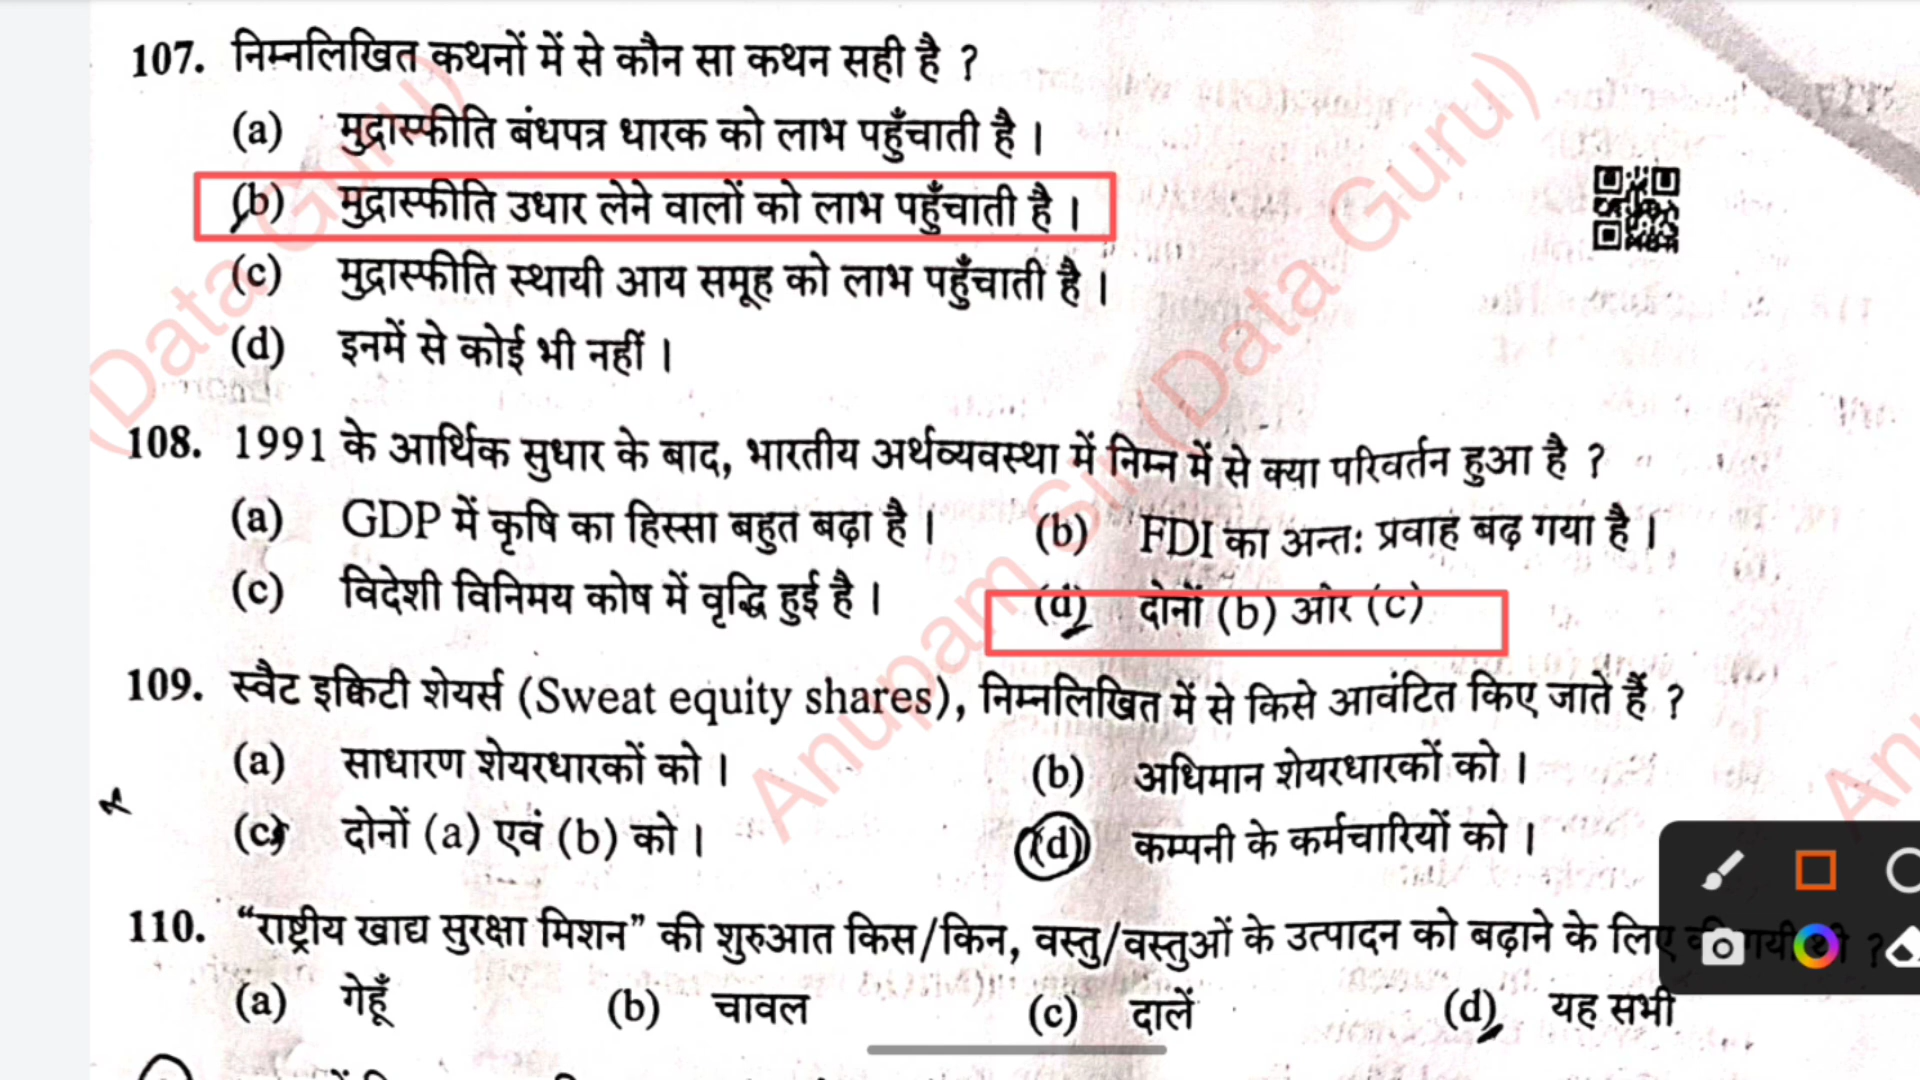 107. निम्नलिखित कथनों में से कौन सा कथन सही है ?
(a) मुद्रास्फीति बंधपत्र धारक को लाभ पहुँचाती है ।
(b) मुद्रास्फीति उधार लेने वालों को लाभ पहुँचाती है ।
(c) मुद्रास्फीति स्थायी आय समूह को लाभ पहुँचाती है ।
(d) इनमें से कोई भी नहीं ।
108. 1991 के आर्थिक सुधार के बाद, भारतीय अर्थव्यवस्था में निम्न में से क्या परिवर्तन हुआ है ?
(a) GDP में कृषि का हिस्सा बहुत बढ़ा है । (b) FDI का अन्तः प्रवाह बढ़ गया है ।
(c) विदेशी विनिमय कोष में वृद्धि हुई है । (d) दोनों (b) और (c)
109. स्वैट इक्विटी शेयर्स (Sweat equity shares), निम्नलिखित में से किसे आवंटित किए जाते हैं ?
(a) साधारण शेयरधारकों को । (b) अधिमान शेयरधारकों को ।
(c) दोनों (a) एवं (b) को । (d) कम्पनी के कर्मचारियों को ।
110. “राष्ट्रीय खाद्य सुरक्षा मिशन” की शुरुआत किस/किन, वस्तु/वस्तुओं के उत्पादन को बढ़ाने के लिए की गयी थी ?
(a) गेहूँ (b) चावल (c) दालें (d) यह सभी
Anupam Sir (Data Guru)
(Data Guru)